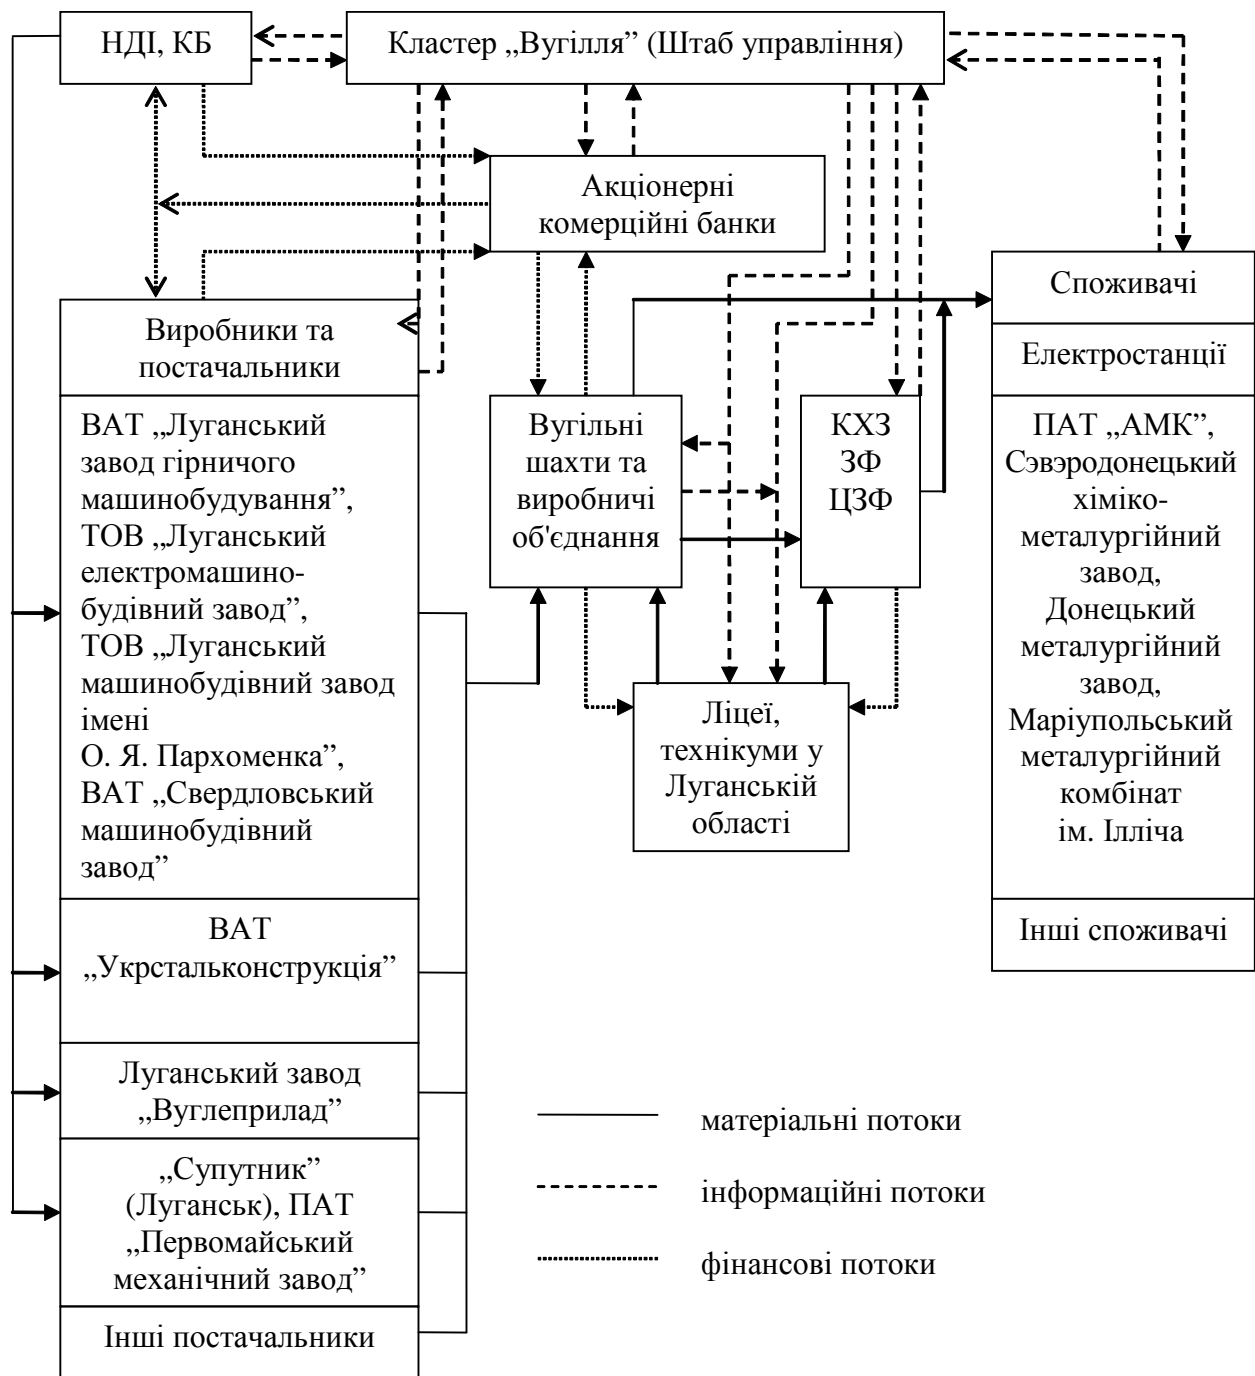 НДІ, КБ
Кластер „Вугілля” (Штаб управління)
Акціонерні
комерційні банки
Виробники та
постачальники
ВАТ „Луганський
завод гірничого
машинобудування”,
ТОВ „Луганський
електромашино-
будівний завод”,
ТОВ „Луганський
машинобудівний завод
імені
О. Я. Пархоменка”,
ВАТ „Свердловський
машинобудівний
завод”
ВАТ
„Укрстальконструкція”
Луганський завод
„Вуглеприлад”
„Супутник”
(Луганськ), ПАТ
„Первомайський
механічний завод”
Інші постачальники
Вугільні
шахти та
виробничі
об'єднання
КХЗ
ЗФ
ЦЗФ
Ліцеї,
технікуми у
Луганській
області
Споживачі
Електростанції
ПАТ „АМК”,
Сэвэродонецький
хіміко-
металургійний
завод,
Донецький
металургійний
завод,
Маріупольський
металургійний
комбінат
ім. Ілліча
Інші споживачі
матеріальні потоки
інформаційні потоки
фінансові потоки